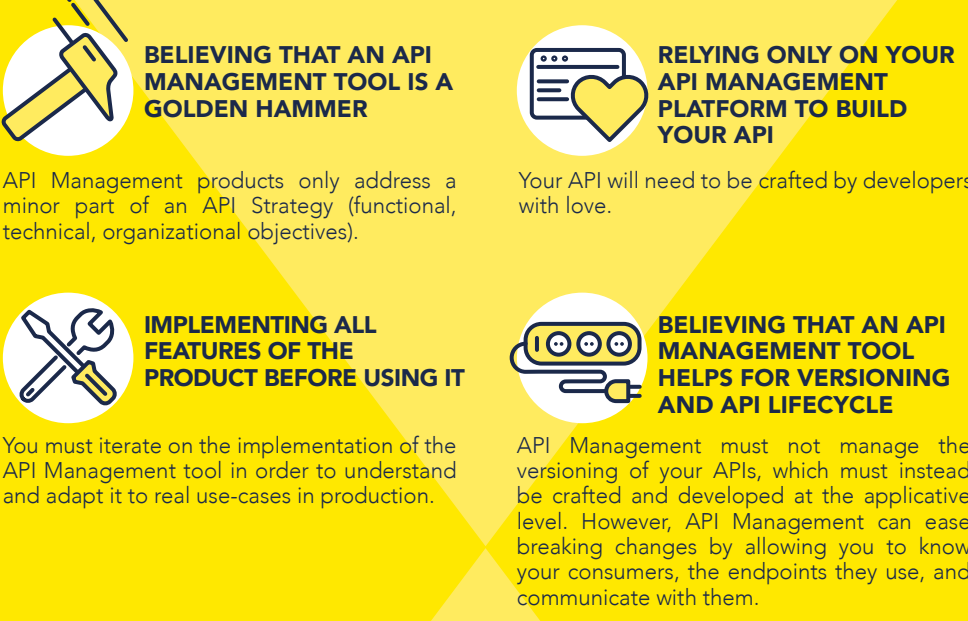 BELIEVING THAT AN API
MANAGEMENT TOOL IS A
GOLDEN HAMMER
API Management products only address a
minor part of an API Strategy (functional,
technical, organizational objectives).
RELYING ONLY ON YOUR
API MANAGEMENT
PLATFORM TO BUILD
YOUR API
Your API will need to be crafted by developers
with love.
IMPLEMENTING ALL
FEATURES OF THE
PRODUCT BEFORE USING IT
You must iterate on the implementation of the
API Management tool in order to understand
and adapt it to real use-cases in production.
BELIEVING THAT AN API
MANAGEMENT TOOL
HELPS FOR VERSIONING
AND API LIFECYCLE
API Management must not manage the
versioning of your APIs, which must instead
be crafted and developed at the applicative
level. However, API Management can ease
breaking changes by allowing you to know
your consumers, the endpoints they use, and
communicate with them.